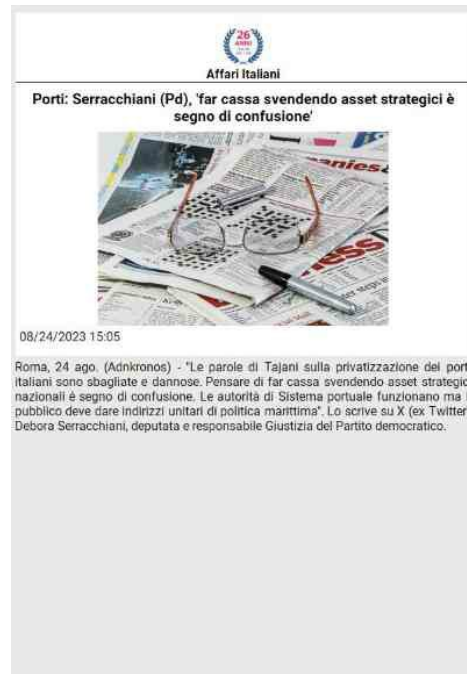 26
ANNO
Affari Italiani
Porti: Serracchiani (Pd), 'far cassa svendendo asset strategici è
segno di confusione'
08/24/2023 15:05
Roma, 24 ago. (Adnkronos) - "Le parole di Tajani sulla privatizzazione dei port
italiani sono sbagliate e dannose. Pensare di far cassa svendendo asset strategic
nazionali è segno di confusione. Le autorità di Sistema portuale funzionano ma
pubblico deve dare indirizzi unitari di politica marittima". Lo scrive su X (ex Twitter
Debora Serracchiani, deputata e responsabile Giustizia del Partito democratico.